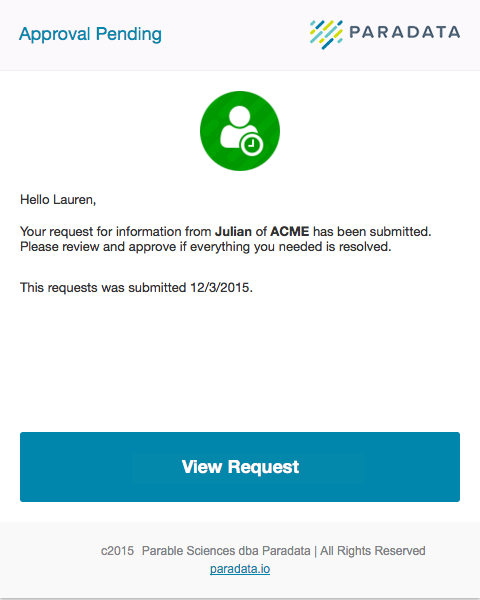 Approval Pending
PARADATA
Hello Lauren,
Your request for information from Julian of ACME has been submitted.
Please review and approve if everything you needed is resolved.
This requests was submitted 12/3/2015.
View Request
c2015 Parable Sciences dba Paradata | All Rights Reserved
paradata.io